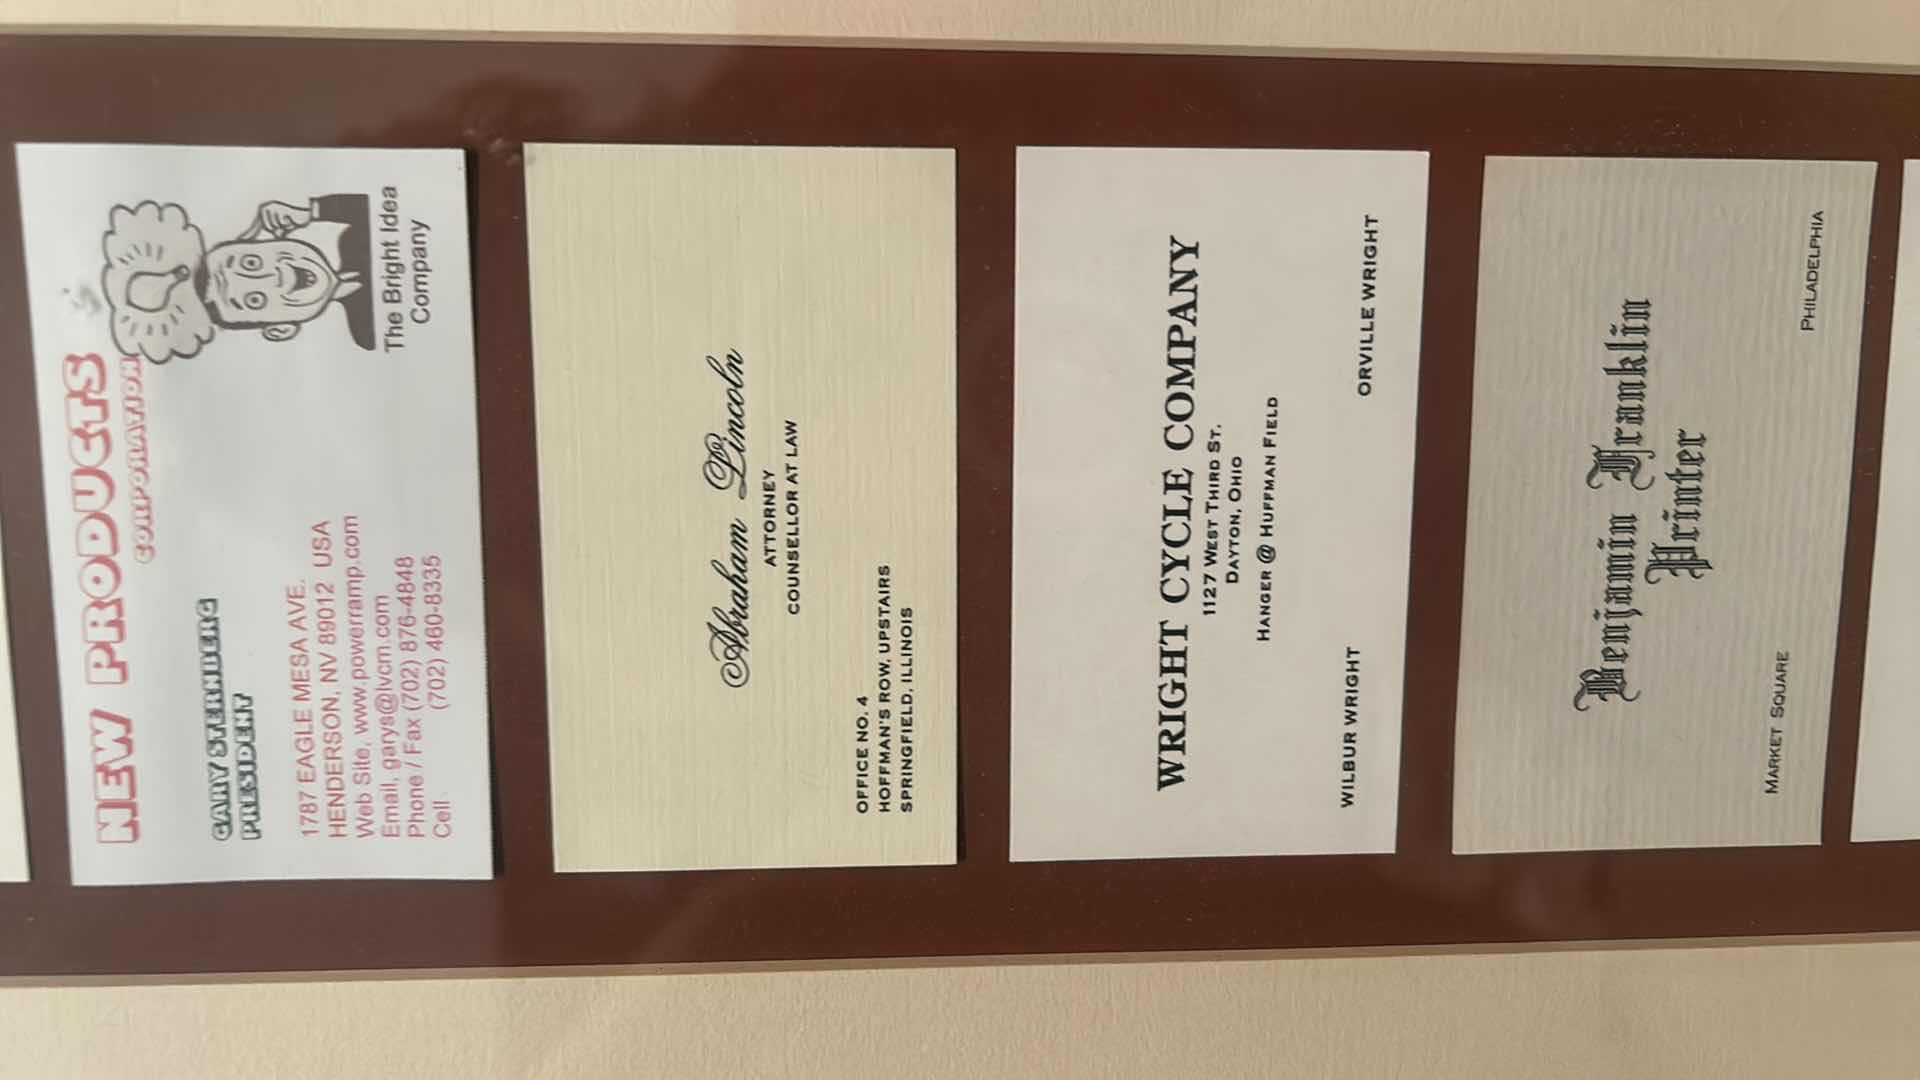 NEW PRODUCTS
CORPORATION
GARY STERNBERG
PRESIDENT
1787 EAGLE MESA AVE.
HENDERSON, NV 89012 USA
Web Site, www.powerramp.com
Email, garys@lvcm.com
Phone / Fax (702) 876-4848
Cell (702) 460-8335
The Bright Idea
Company
Abraham Lincoln
ATTORNEY
COUNSELLOR AT LAW
OFFICE NO. 4
HOFFMAN'S ROW, UPSTAIRS
SPRINGFIELD, ILLINOIS
WRIGHT CYCLE COMPANY
1127 WEST THIRD ST.
DAYTON, OHIO
HANGER @ HUFFMAN FIELD
WILBUR WRIGHT ORVILLE WRIGHT
Benjamin Franklin
Printer
MARKET SQUARE PHILADELPHIA